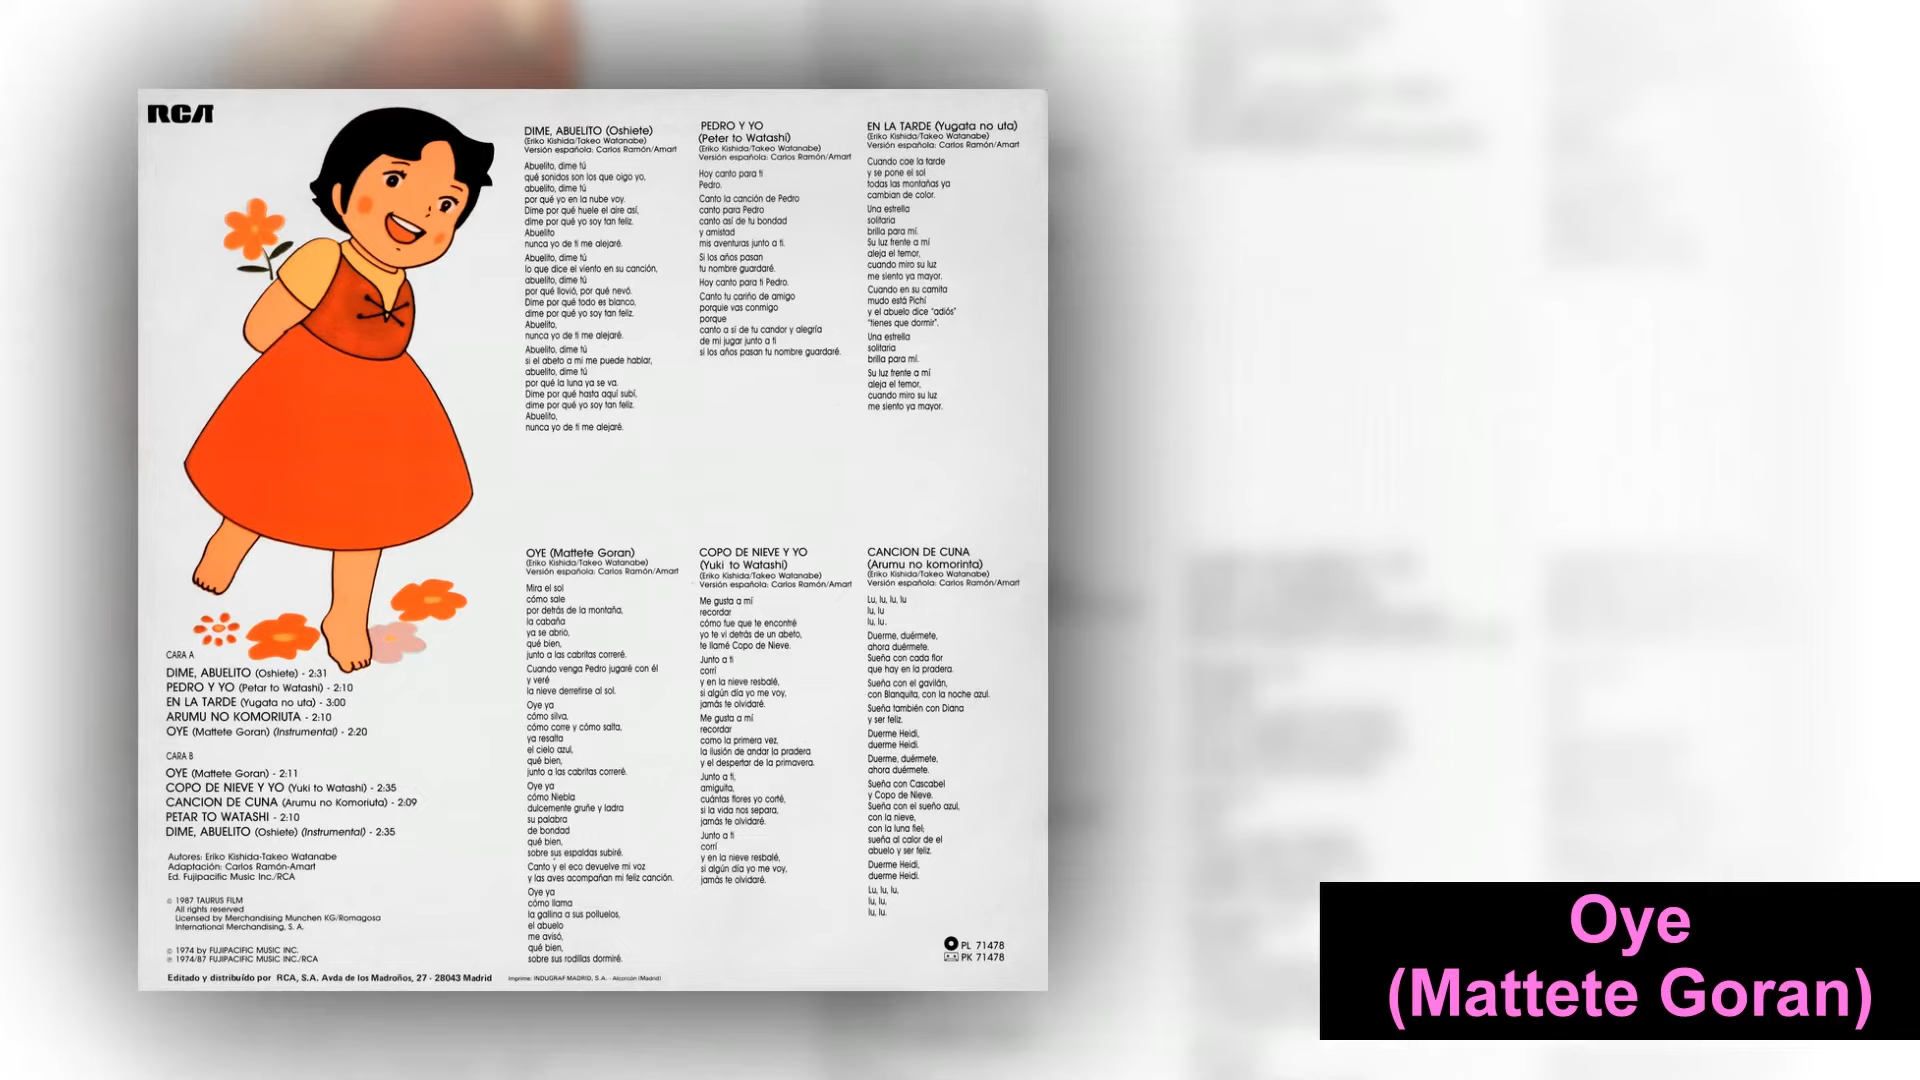 RCA
DIME, ABUELITO (Oshiete)
(Eriko Kishida/Takeo Watanabe)
Versión española: Carlos Ramón/Amart
Abuelito, dime tú
qué sonidos son los que oigo yo,
abuelito, dime tú
por qué yo en la nube voy.
Dime por qué huele el aire así,
dime por qué yo soy tan feliz.
Abuelito
nunca yo de ti me alejaré.
Abuelito, dime tú
lo que dice el viento en su canción,
abuelito, dime tú
por qué llovió, por qué nevó.
Dime por qué todo es blanco,
dime por qué yo soy tan feliz.
Abuelito,
nunca yo de ti me alejaré.
Abuelito, dime tú
si el abeto a mí me puede hablar,
abuelito, dime tú
por qué la luna ya se va.
Dime por qué hasta aquí subí,
dime por qué yo soy tan feliz.
Abuelito,
nunca yo de ti me alejaré.
PEDRO Y YO
(Peter to Watashi)
(Eriko Kishida/Takeo Watanabe)
Versión española: Carlos Ramón/Amart
Hoy canto para ti
Pedro.
Canto la canción de Pedro
canto para Pedro
canto así de tu bondad
y amistad
mis aventuras junto a ti.
Si los años pasan
tu nombre guardaré.
Hoy canto para ti Pedro.
Canto tu cariño de amigo
porquie vas conmigo
porque
canto a sí de tu candor y alegría
de mi jugar junto a ti
si los años pasan tu nombre guardaré.
EN LA TARDE (Yugata no uta)
(Eriko Kishida/Takeo Watanabe)
Versión española: Carlos Ramón/Amart
Cuando cae la tarde
y se pone el sol
todas las montañas ya
cambian de color.
Una estrella
solitaria
brilla para mí.
Su luz frente a mí
aleja el temor,
cuando miro su luz
me siento ya mayor.
Cuando en su camita
mudo está Pichí
y el abuelo dice "adiós"
"tienes que dormir".
Una estrella
solitaria
brilla para mí.
Su luz frente a mí
aleja el temor,
cuando miro su luz
me siento ya mayor.
OYE (Mattete Goran)
(Eriko Kishida/Takeo Watanabe)
Versión española: Carlos Ramón/Amart
Mira el sol
cómo sale
por detrás de la montaña,
la cabaña
ya se abrió,
qué bien,
junto a las cabritas correré.
Cuando venga Pedro jugaré con él
y veré
la nieve derretirse al sol.
Oye ya
cómo silva,
cómo corre y cómo salta,
ya resalta
el cielo azul,
qué bien,
junto a las cabritas correré.
Oye ya
cómo Niebla
dulcemente gruñe y ladra
su palabra
de bondad
qué bien,
sobre sus espaldas subiré.
Canto y el eco devuelve mi voz
y las aves acompañan mi feliz canción.
Oye ya
cómo llama
la gallina a sus polluelos,
el abuelo
me avisó,
qué bien,
sobre sus rodillas dormiré.
COPO DE NIEVE Y YO
(Yuki to Watashi)
(Eriko Kishida/Takeo Watanabe)
Versión española: Carlos Ramón/Amart
Me gusta a mí
recordar
cómo fue que te encontré
yo te vi detrás de un abeto,
te llamé Copo de Nieve.
Junto a ti
corrí
y en la nieve resbalé,
si algún día yo me voy,
jamás te olvidaré.
Me gusta a mí
recordar
como la primera vez,
la ilusión de andar la pradera
y el despertar de la primavera.
Junto a ti,
amiguita,
cuántas flores yo corté,
si la vida nos separa,
jamás te olvidaré.
Junto a ti
corrí
y en la nieve resbalé,
si algún día yo me voy,
jamás te olvidaré.
CANCION DE CUNA
(Arumu no komorinta)
(Eriko Kishida/Takeo Watanabe)
Versión española: Carlos Ramón/Amart
Lu, lu, lu, lu
lu, lu
lu, lu.
Duerme, duérmete,
ahora duérmete.
Sueña con cada flor
que hay en la pradera.
Sueña con el gavilán,
con Blanquita, con la noche azul.
Sueña también con Diana
y ser feliz.
Duerme Heidi,
duerme Heidi.
Duerme, duérmete,
ahora duérmete.
Sueña con Cascabel
y Copo de Nieve.
Sueña con el sueño azul,
con la nieve,
con la luna fiel;
sueña al calor de el
abuelo y ser feliz.
Duerme Heidi,
duerme Heidi.
Lu, lu, lu,
lu, lu,
lu, lu.
CARA A
DIME, ABUELITO (Oshiete) - 2:31
PEDRO Y YO (Petar to Watashi) - 2:10
EN LA TARDE (Yugata no uta) - 3:00
ARUMU NO KOMORIUTA - 2:10
OYE (Mattete Goran) (Instrumental) - 2:20
CARA B
OYE (Mattete Goran) - 2:11
COPO DE NIEVE Y YO (Yuki to Watashi) - 2:35
CANCION DE CUNA (Arumu no Komoriuta) - 2:09
PETAR TO WATASHI - 2:10
DIME, ABUELITO (Oshiete) (Instrumental) - 2:35
Autores: Eriko Kishida-Takeo Watanabe
Adaptación: Carlos Ramón-Amart
Ed. Fujipacific Music Inc./RCA
© 1987 TAURUS FILM
All rights reserved
Licensed by Merchandising Munchen KG/Romagosa
International Merchandising, S. A.
© 1974 by FUJIPACIFIC MUSIC INC.
℗ 1974/87 FUJIPACIFIC MUSIC INC./RCA
Editado y distribuído por RCA, S.A. Avda de los Madroños, 27 - 28043 Madrid
Imprime: INDUGRAF MADRID, S.A. - Alcorcón (Madrid)
PL 71478
PK 71478
Oye
(Mattete Goran)